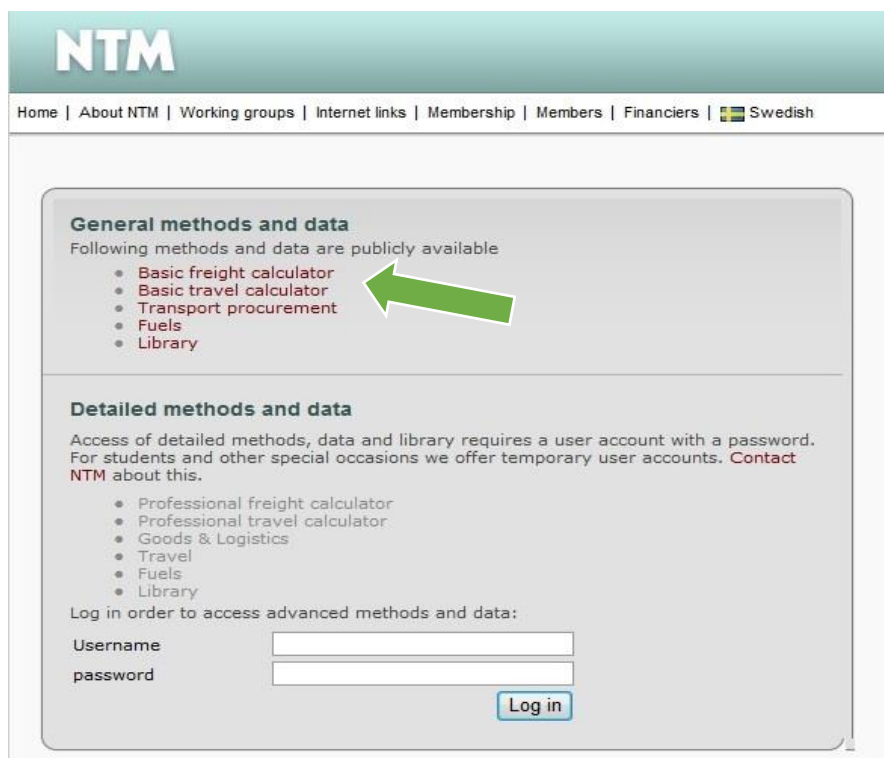 NTM
Home | About NTM | Working groups | Internet links | Membership | Members | Financiers | Swedish
General methods and data
Following methods and data are publicly available
Basic freight calculator
Basic travel calculator
Transport procurement
Fuels
Library
Detailed methods and data
Access of detailed methods, data and library requires a user account with a password.
For students and other special occasions we offer temporary user accounts. Contact
NTM about this.
Professional freight calculator
Professional travel calculator
Goods & Logistics
Travel
Fuels
Library
Log in order to access advanced methods and data:
Username
password
Log in